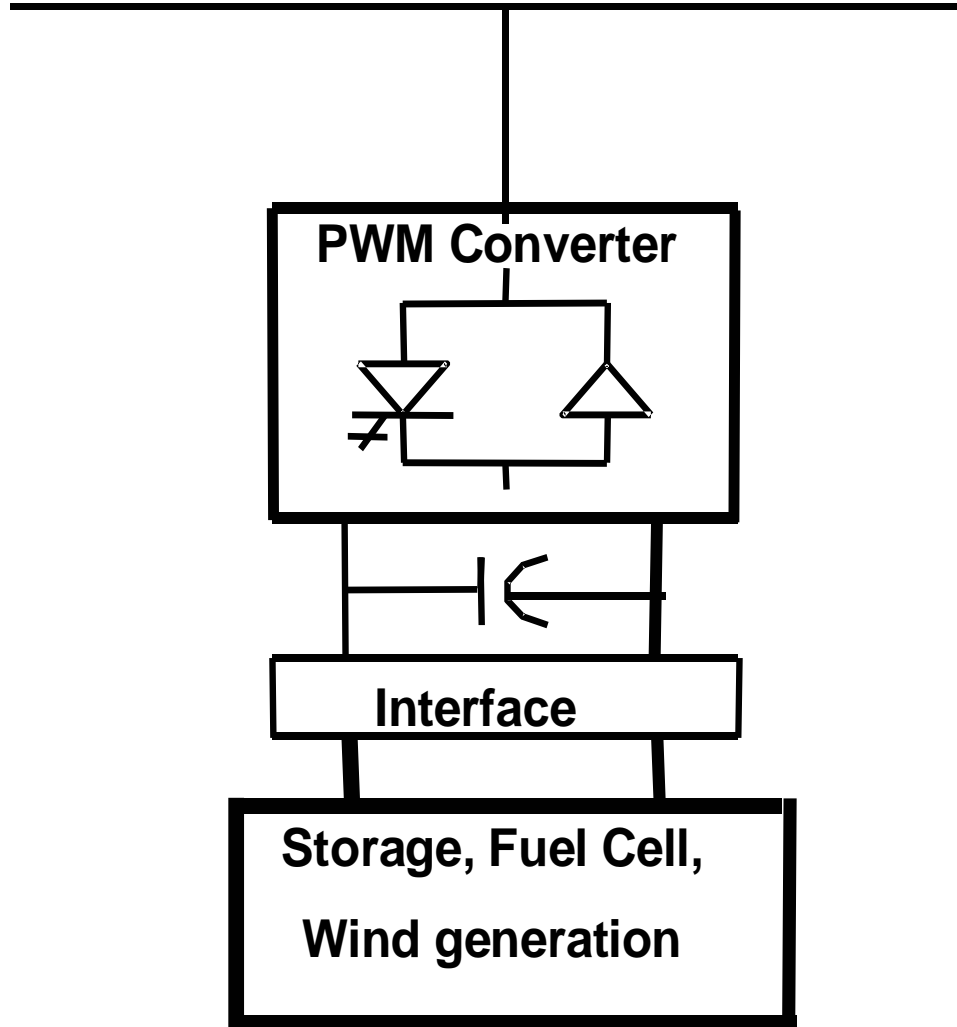 PWM Converter
Interface
Storage, Fuel Cell,
Wind generation